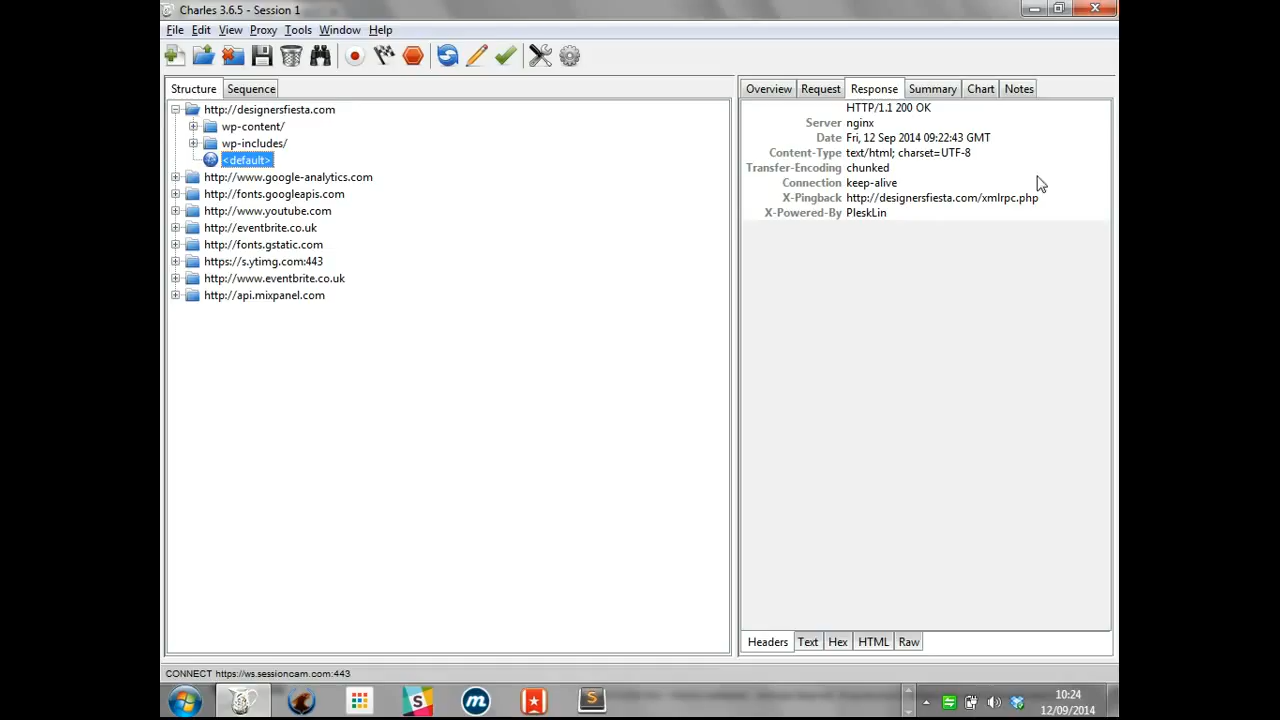 Charles 3.6.5 - Session 1
File Edit View Proxy Tools Window Help
Structure Sequence
http://designersfiesta.com
wp-content/
wp-includes/
<default>
http://www.google-analytics.com
http://fonts.googleapis.com
http://www.youtube.com
http://eventbrite.co.uk
http://fonts.gstatic.com
https://s.ytimg.com:443
http://www.eventbrite.co.uk
http://api.mixpanel.com
Overview Request Response Summary Chart Notes
HTTP/1.1 200 OK
Server nginx
Date Fri, 12 Sep 2014 09:22:43 GMT
Content-Type text/html; charset=UTF-8
Transfer-Encoding chunked
Connection keep-alive
X-Pingback http://designersfiesta.com/xmlrpc.php
X-Powered-By PleskLin
Headers Text Hex HTML Raw
CONNECT https://ws.sessioncam.com:443
S m S
10:24
12/09/2014